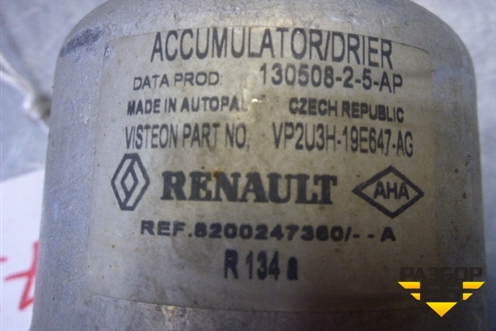 ACCUMULATOR/DRIER
DATA PROD: 130508-2-5-AP
MADE IN AUTOPAL CZECH REPUBLIC
VISTEON PART NO, VP2U3H-19E647-AG
RENAULT AHA
REF.8200247360/--A
R 134 a
РАЗБОР